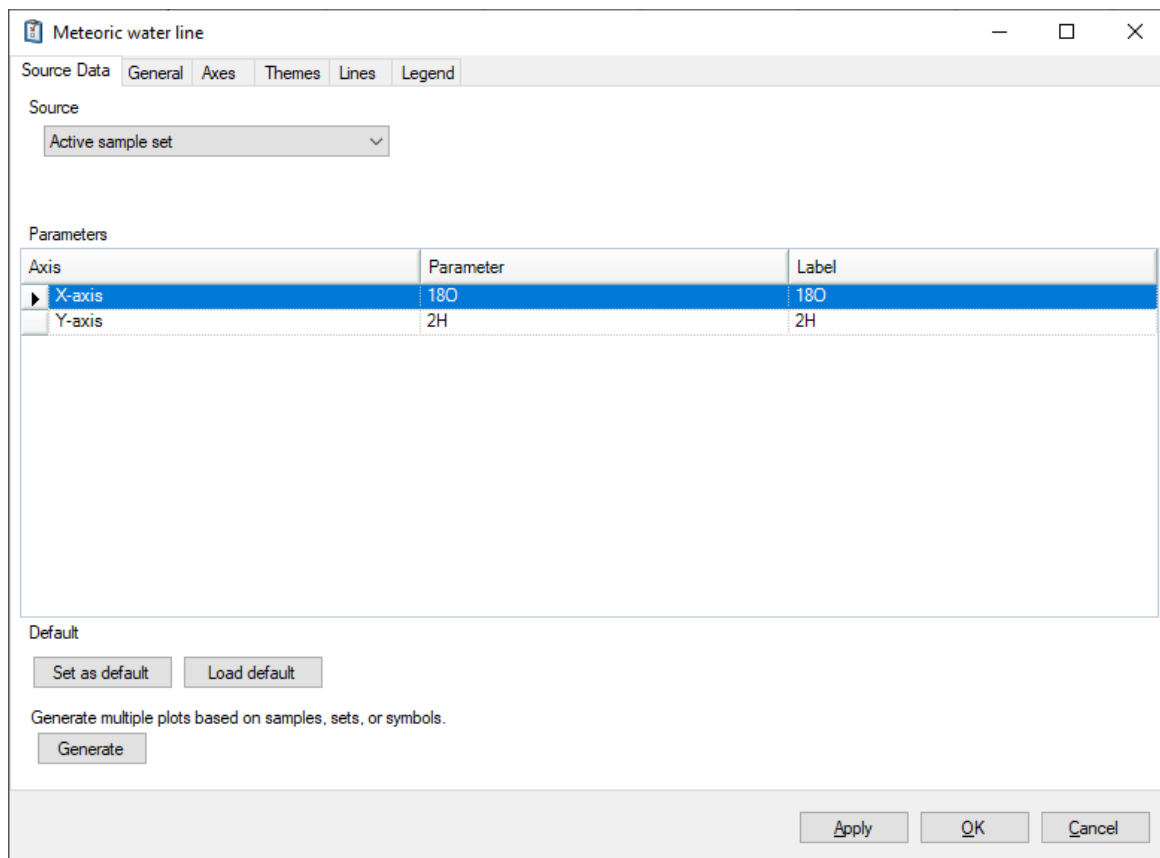 Meteoric water line
Source Data General Axes Themes Lines Legend
Source
Active sample set
Parameters
Axis Parameter Label
X-axis 18O 18O
Y-axis 2H 2H
Default
Set as default Load default
Generate multiple plots based on samples, sets, or symbols.
Generate
Apply OK Cancel